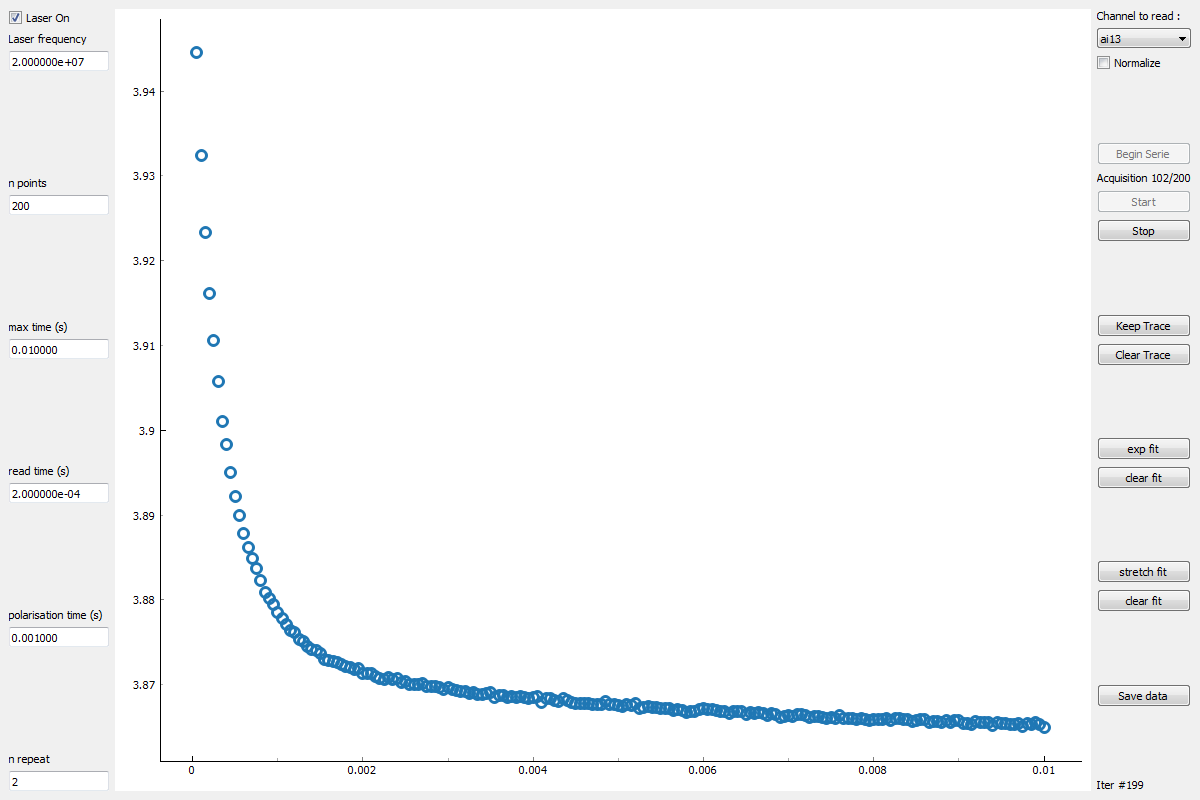 Laser On
Laser frequency
2.000000e+07
n points
200
max time (s)
0.010000
read time (s)
2.000000e-04
polarisation time (s)
0.001000
n repeat
2
3.94
3.93
3.92
3.91
3.9
3.89
3.88
3.87
0
0.002
0.004
0.006
0.008
0.01
Channel to read :
ai13
Normalize
Begin Serie
Acquisition 102/200
Start
Stop
Keep Trace
Clear Trace
exp fit
clear fit
stretch fit
clear fit
Save data
Iter #199